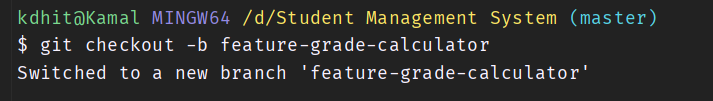 kdhit@Kamal MINGW64 /d/Student Management System (master)
$ git checkout -b feature-grade-calculator
Switched to a new branch 'feature-grade-calculator'